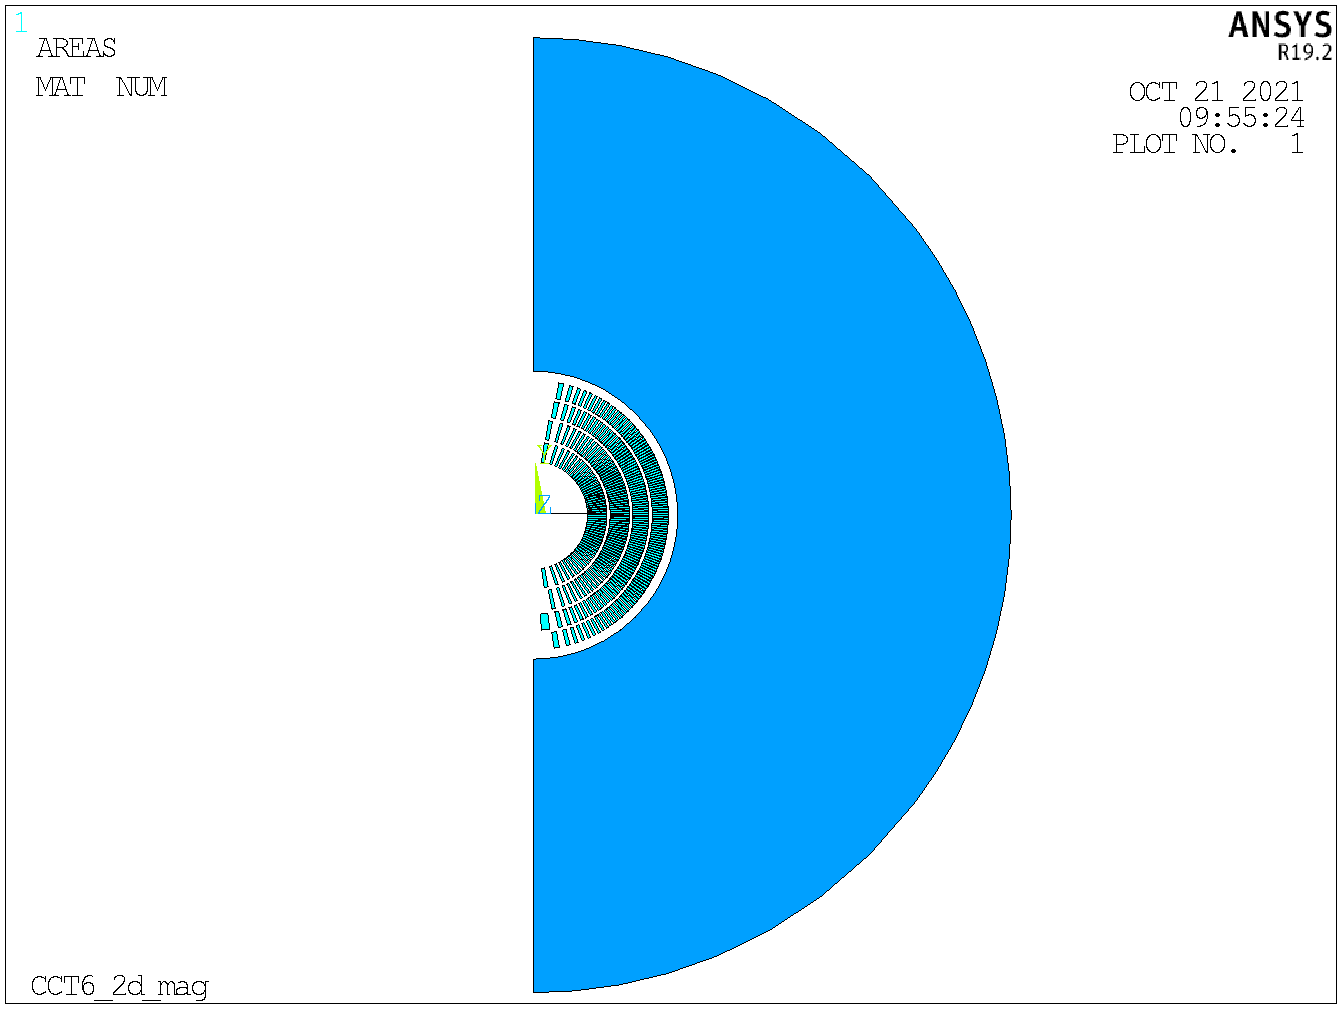 1
AREAS
MAT NUM
ANSYS
R19.2
OCT 21 2021
09:55:24
PLOT NO. 1
Y
Z
CCT6_2d_mag